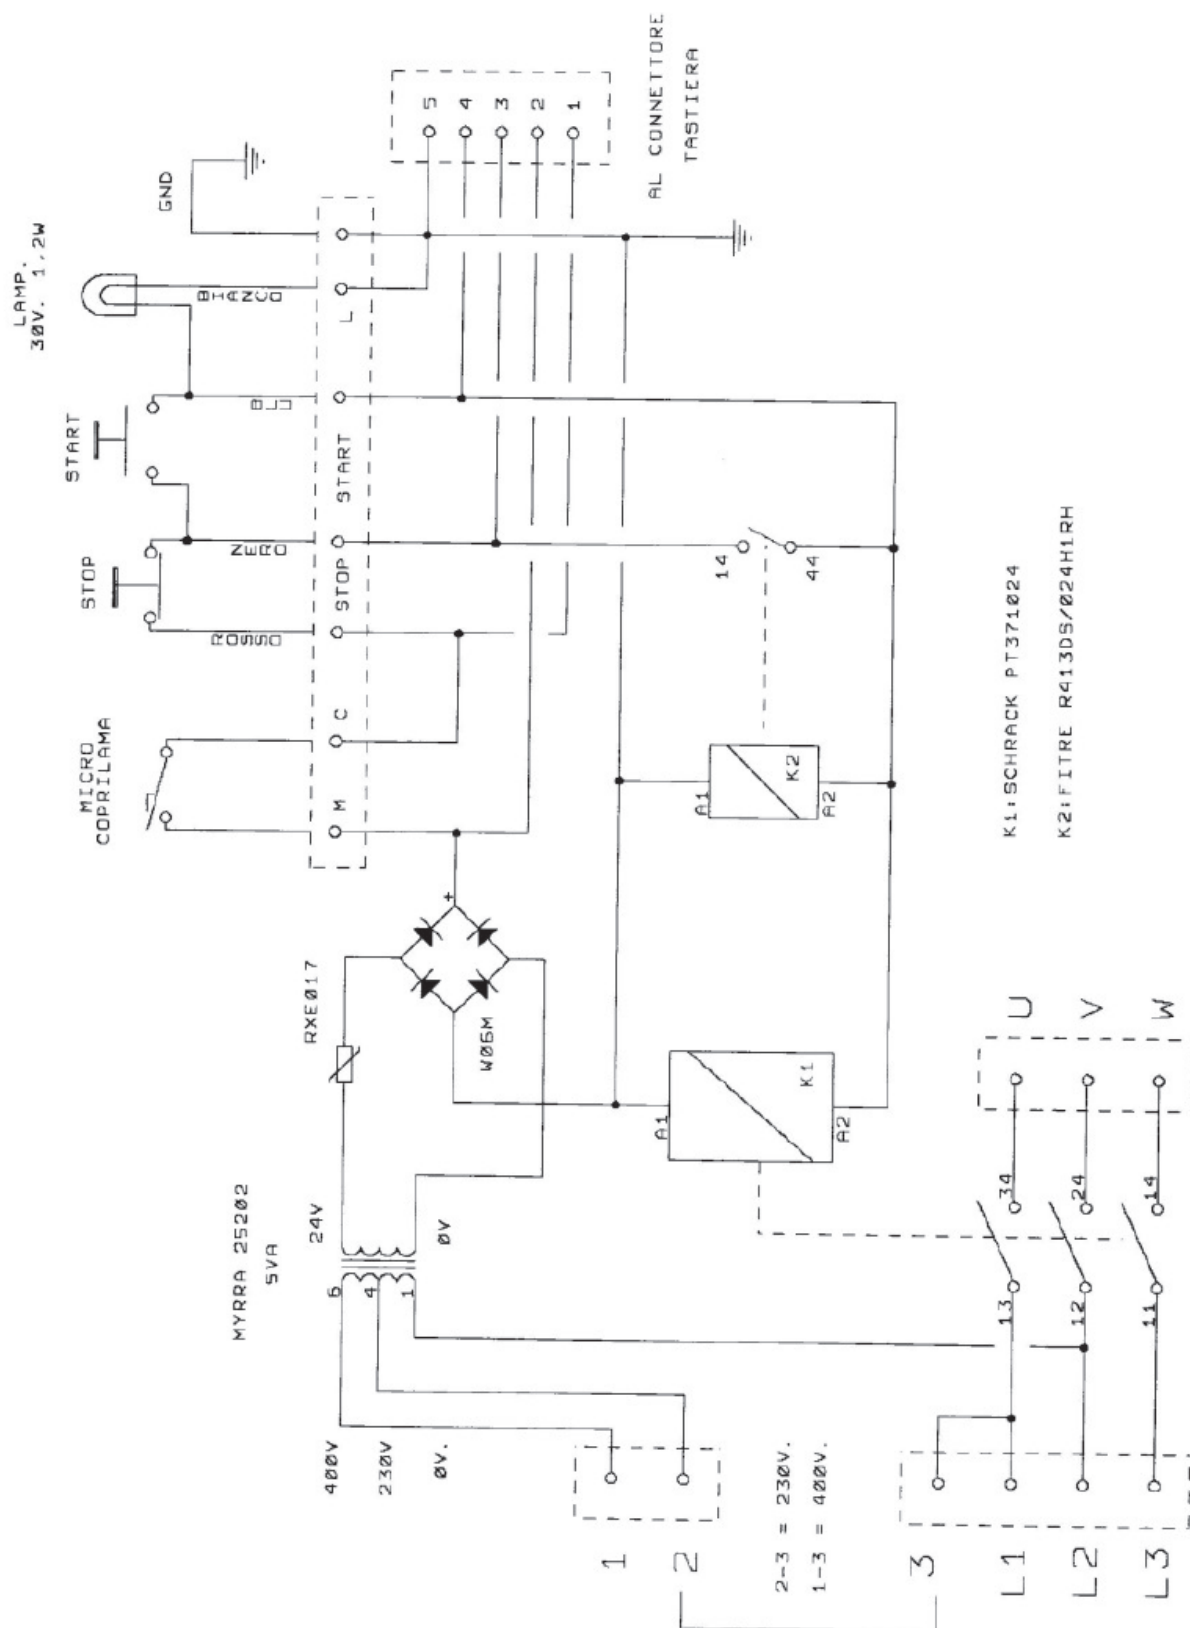 LAMP.
30V. 1,2W
GND
START
STOP
MICRO
COPRILAMA
BIANCO
BLU
ZERO
ROSSO
L
START
STOP
C
M
5
4
3
2
1
AL CONNETTORE
TASTIERA
RXE017
+
W06M
MYRRA 25202
5VA
24V
0V
6
4
1
400V
230V
0V.
14
44
A1
K2
A2
A1
K1
A2
K1:SCHRACK PT371024
K2:FITRE R413DS/024H1RH
1
2
2-3 = 230V.
1-3 = 400V.
3
L1
L2
L3
13
12
11
34
24
14
U
V
W